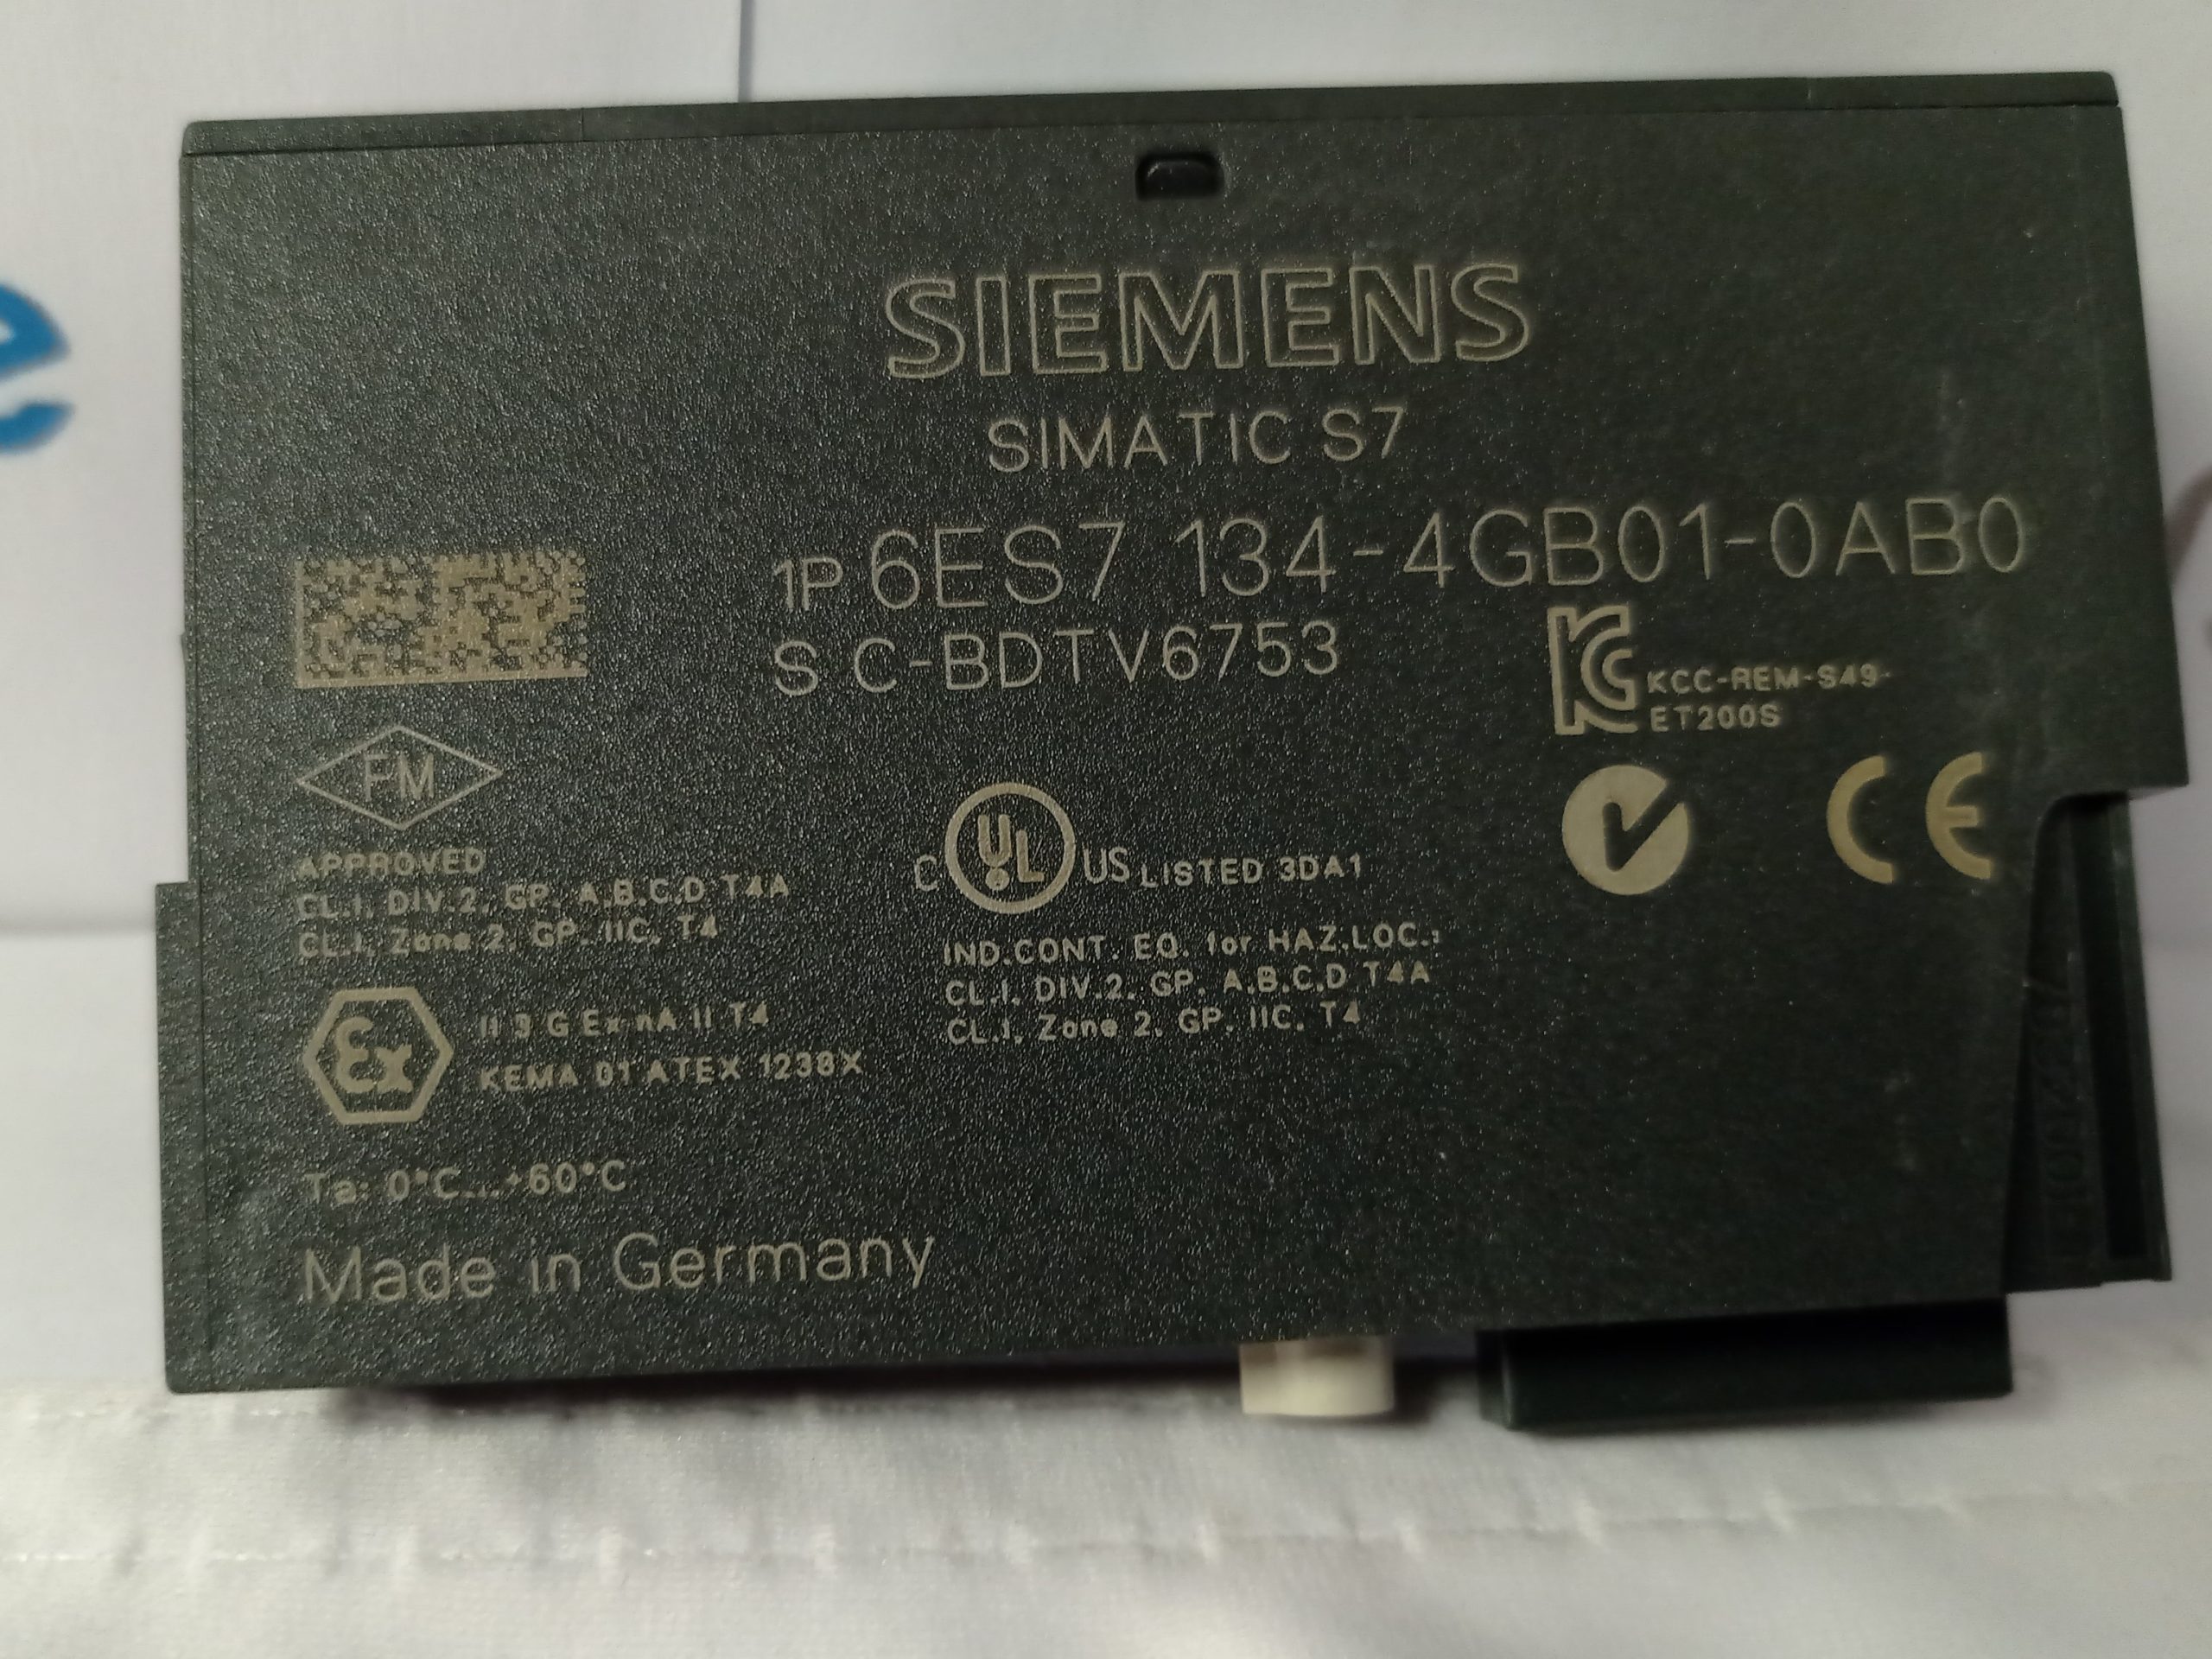 e
SIEMENS
SIMATIC S7
1P 6ES7 134-4GB01-0AB0
S C-BDTV6753
KCC-REM-S49-
ET200S
FM
APPROVED
CL.I, DIV.2, GP. A.B.C.D T4A
CL.I, Zone 2, GP. IIC, T4
C UL US LISTED 3DA1
IND.CONT. EQ. for HAZ.LOC.:
CL.I, DIV.2, GP. A.B.C.D T4A
CL.I, Zone 2, GP. IIC, T4
CE
Ex
II 3 G Ex nA II T4
KEMA 01 ATEX 1238X
Ta: 0°C...+60°C
Made in Germany